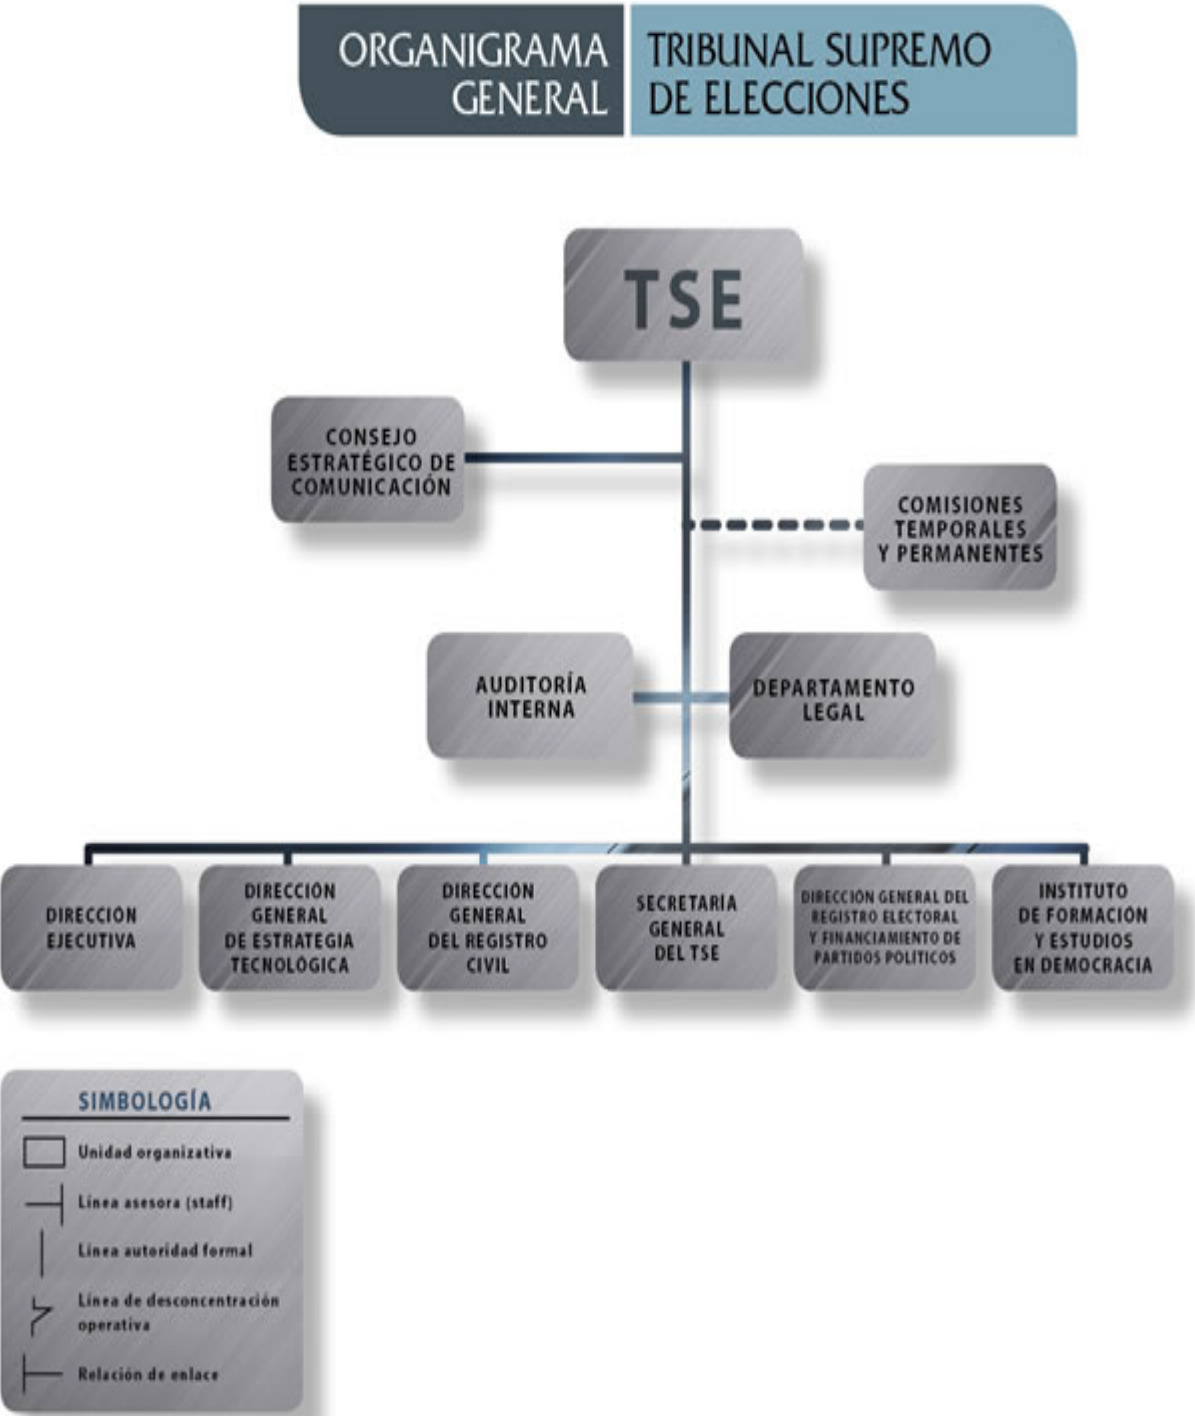 ORGANIGRAMA
GENERAL
TRIBUNAL SUPREMO
DE ELECCIONES
TSE
CONSEJO
ESTRATÉGICO DE
COMUNICACIÓN
COMISIONES
TEMPORALES
Y PERMANENTES
AUDITORÍA
INTERNA
DEPARTAMENTO
LEGAL
DIRECCIÓN
EJECUTIVA
DIRECCIÓN
GENERAL
DE ESTRATEGIA
TECNOLÓGICA
DIRECCIÓN
GENERAL
DEL REGISTRO
CIVIL
SECRETARÍA
GENERAL
DEL TSE
DIRECCIÓN GENERAL DEL
REGISTRO ELECTORAL
Y FINANCIAMIENTO DE
PARTIDOS POLÍTICOS
INSTITUTO
DE FORMACIÓN
Y ESTUDIOS
EN DEMOCRACIA
SIMBOLOGÍA
Unidad organizativa
Línea asesora (staff)
Línea autoridad formal
Línea de desconcentración
operativa
Relación de enlace